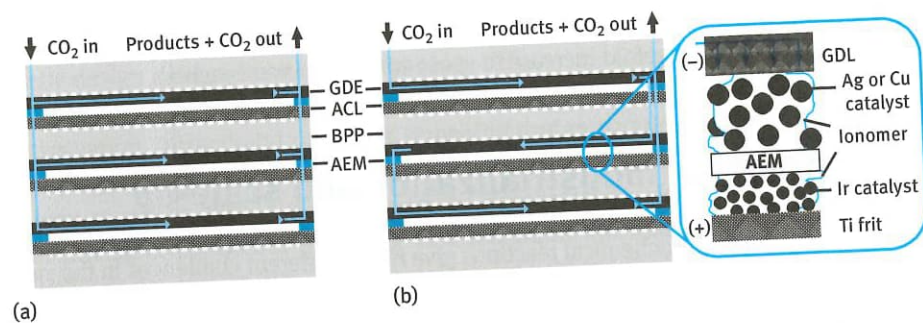 CO2 in Products + CO2 out
GDE
ACL
BPP
AEM
(a)
CO2 in Products + CO2 out
(b)
(−)
GDL
Ag or Cu
catalyst
Ionomer
AEM
Ir catalyst
(+)
Ti frit